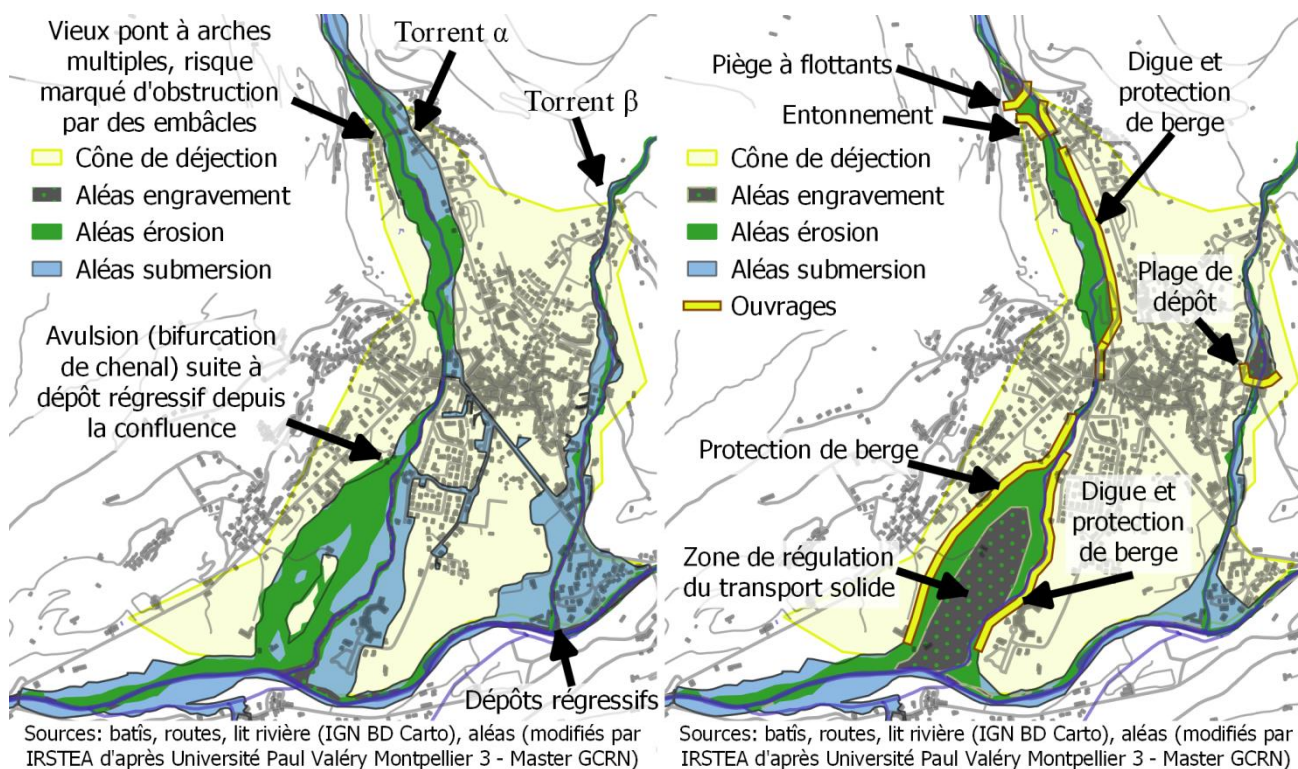 Vieux pont à arches
multiples, risque
marqué d'obstruction
par des embâcles
Torrent α
Torrent β
Cône de déjection
Aléas engravement
Aléas érosion
Aléas submersion
Avulsion (bifurcation
de chenal) suite à
dépôt régressif depuis
la confluence
Dépôts régressifs
Sources: batîs, routes, lit rivière (IGN BD Carto), aléas (modifiés par
IRSTEA d'après Université Paul Valéry Montpellier 3 - Master GCRN)
Piège à flottants
Entonnement
Digue et
protection
de berge
Cône de déjection
Aléas engravement
Aléas érosion
Aléas submersion
Ouvrages
Plage de
dépôt
Protection de berge
Digue et
protection
de berge
Zone de régulation
du transport solide
Sources: batîs, routes, lit rivière (IGN BD Carto), aléas (modifiés par
IRSTEA d'après Université Paul Valéry Montpellier 3 - Master GCRN)